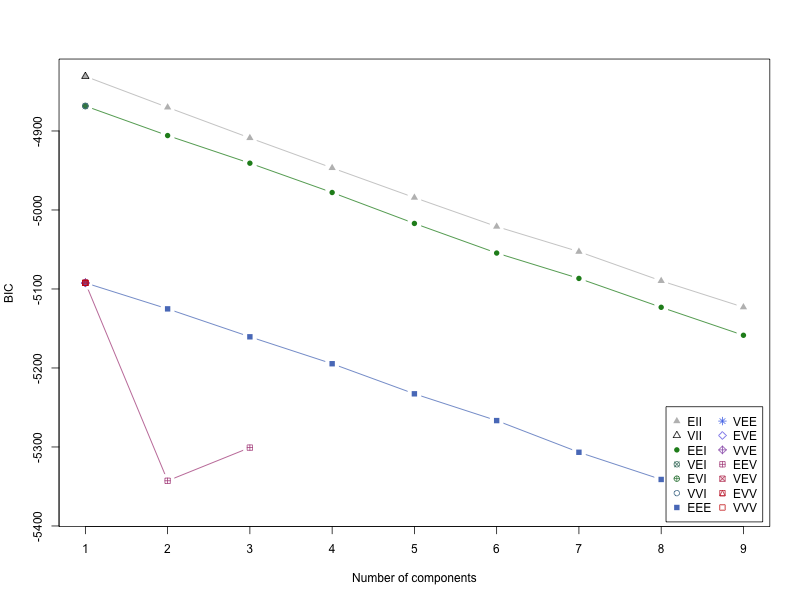 BIC
-4900
-5000
-5100
-5200
-5300
-5400
EII VEE
VII EVE
EEI VVE
VEI EEV
EVI VEV
VVI EVV
EEE VVV
1 2 3 4 5 6 7 8 9
Number of components